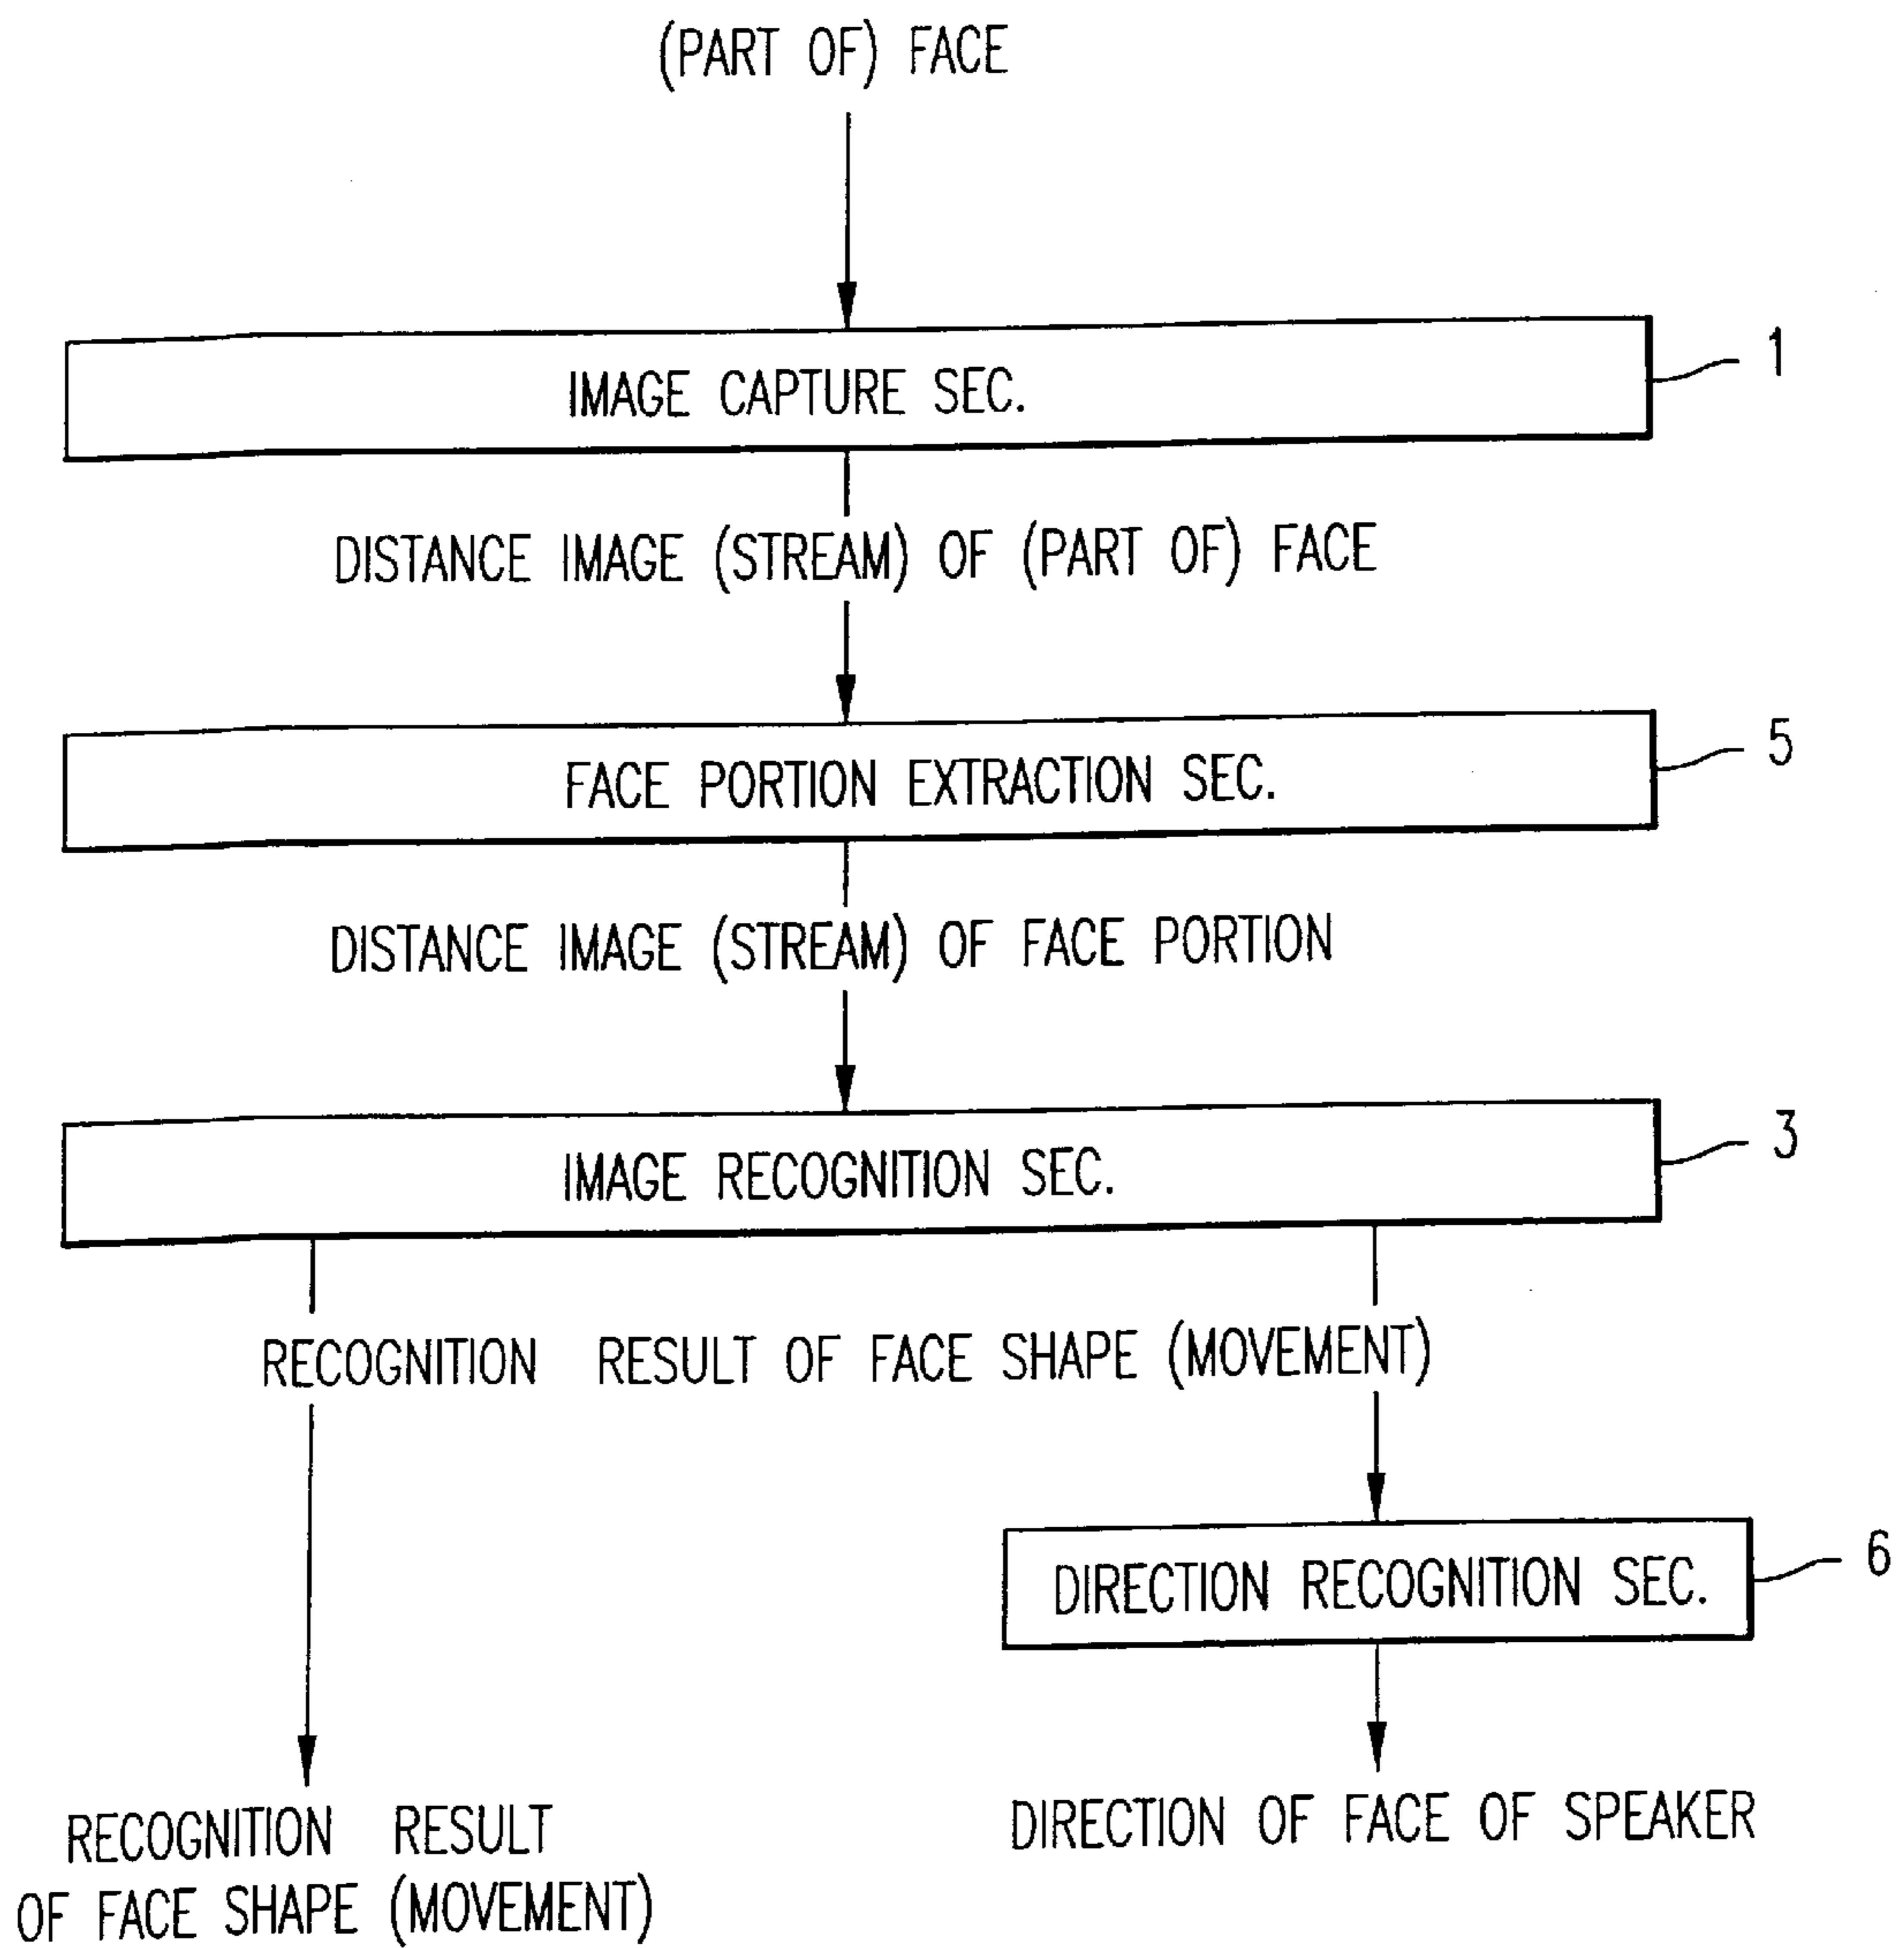 (PART OF) FACE
IMAGE CAPTURE SEC.
1
DISTANCE IMAGE (STREAM) OF (PART OF) FACE
FACE PORTION EXTRACTION SEC.
5
DISTANCE IMAGE (STREAM) OF FACE PORTION
IMAGE RECOGNITION SEC.
3
RECOGNITION RESULT OF FACE SHAPE (MOVEMENT)
DIRECTION RECOGNITION SEC.
6
RECOGNITION RESULT
OF FACE SHAPE (MOVEMENT)
DIRECTION OF FACE OF SPEAKER